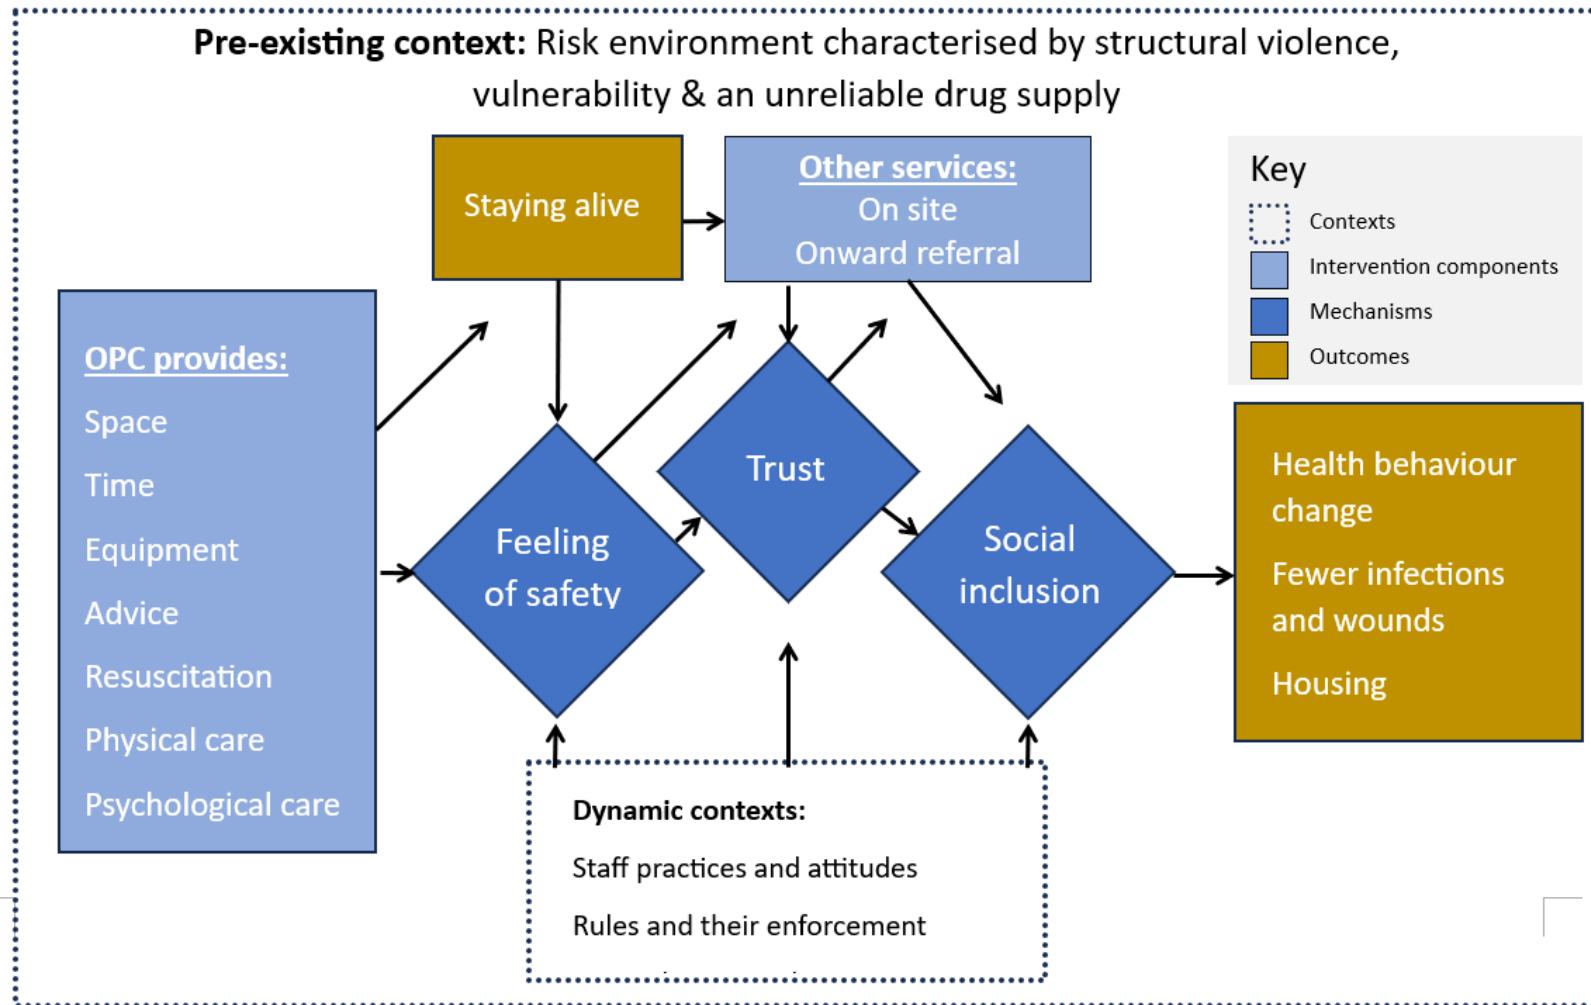 Pre-existing context: Risk environment characterised by structural violence,
vulnerability & an unreliable drug supply
Staying alive
Other services:
On site
Onward referral
Key
Contexts
Intervention components
Mechanisms
Outcomes
OPC provides:
Space
Time
Equipment
Advice
Resuscitation
Physical care
Psychological care
Feeling
of safety
Trust
Social
inclusion
Health behaviour
change
Fewer infections
and wounds
Housing
Dynamic contexts:
Staff practices and attitudes
Rules and their enforcement